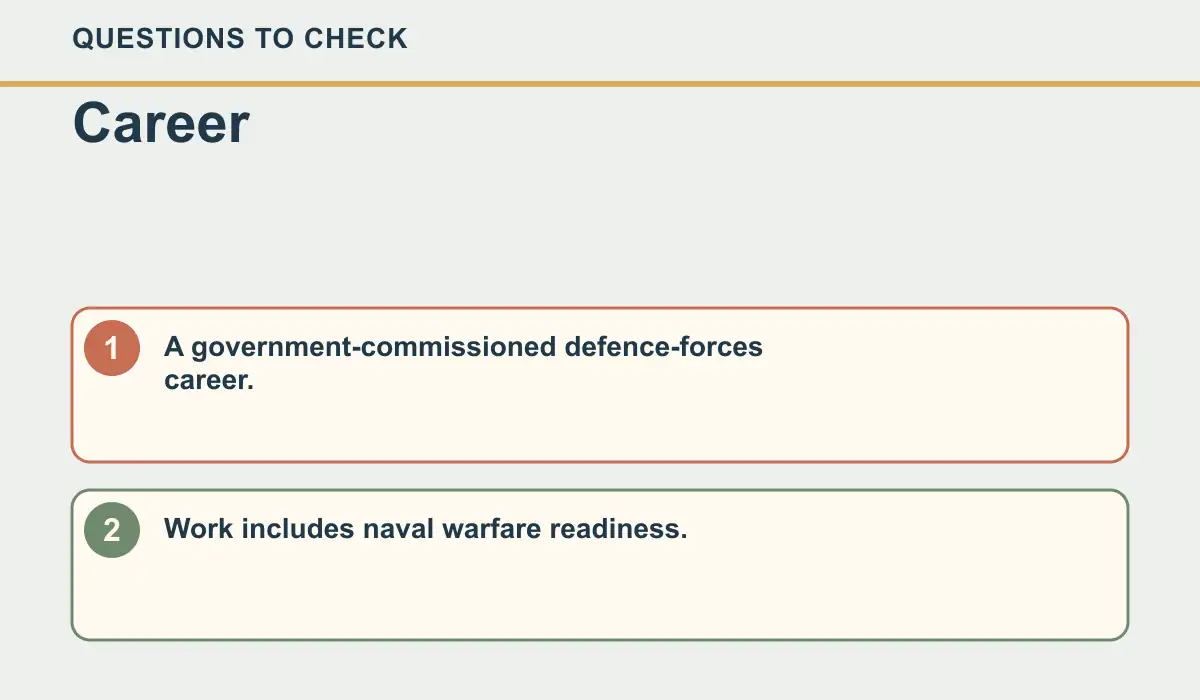 QUESTIONS TO CHECK
Career
1
A government-commissioned defence-forces
career.
2
Work includes naval warfare readiness.